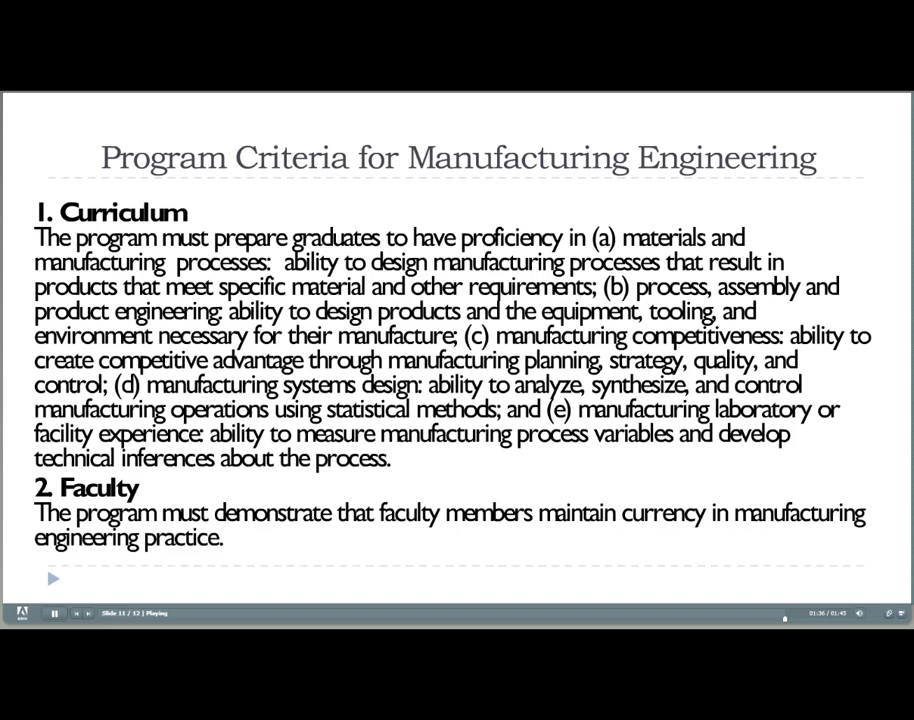 Program Criteria for Manufacturing Engineering
1. Curriculum
The program must prepare graduates to have proficiency in (a) materials and
manufacturing processes: ability to design manufacturing processes that result in
products that meet specific material and other requirements; (b) process, assembly and
product engineering: ability to design products and the equipment, tooling, and
environment necessary for their manufacture; (c) manufacturing competitiveness: ability to
create competitive advantage through manufacturing planning, strategy, quality, and
control; (d) manufacturing systems design: ability to analyze, synthesize, and control
manufacturing operations using statistical methods; and (e) manufacturing laboratory or
facility experience: ability to measure manufacturing process variables and develop
technical inferences about the process.
2. Faculty
The program must demonstrate that faculty members maintain currency in manufacturing
engineering practice.
Slide 11 / 12 | Playing
01:36 / 01:45